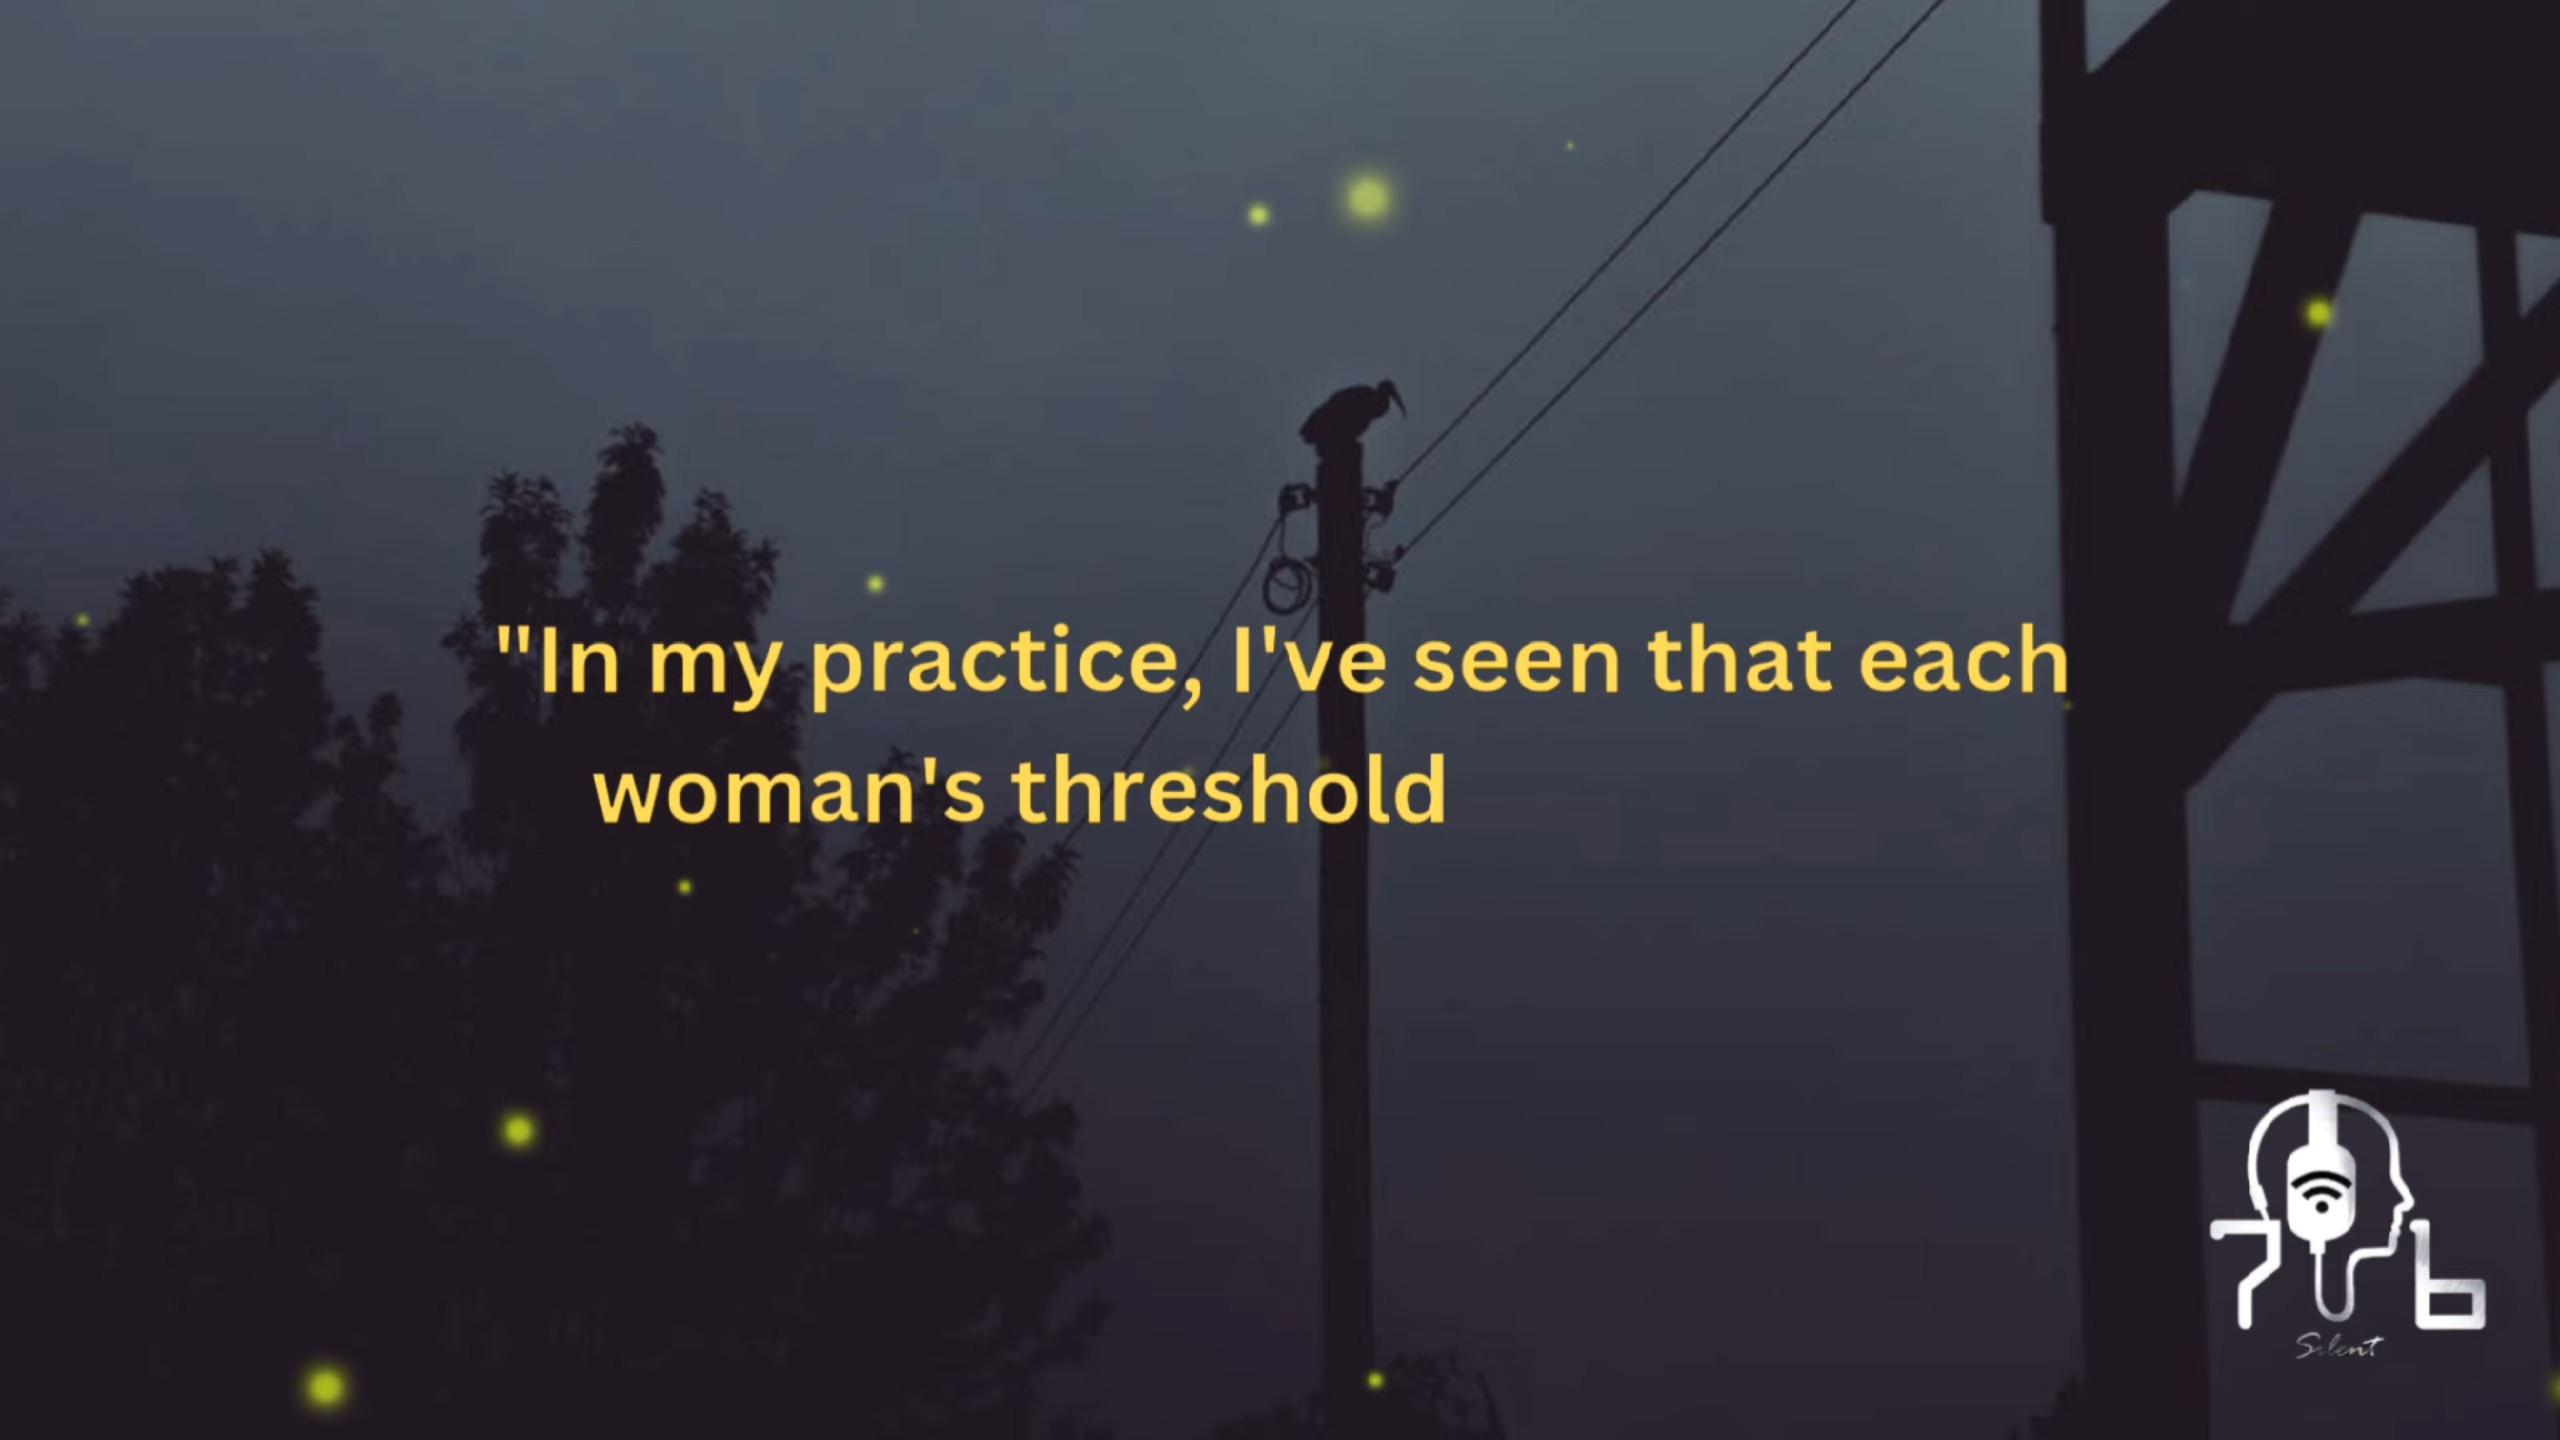 "In my practice, I've seen that each
woman's threshold
Silent